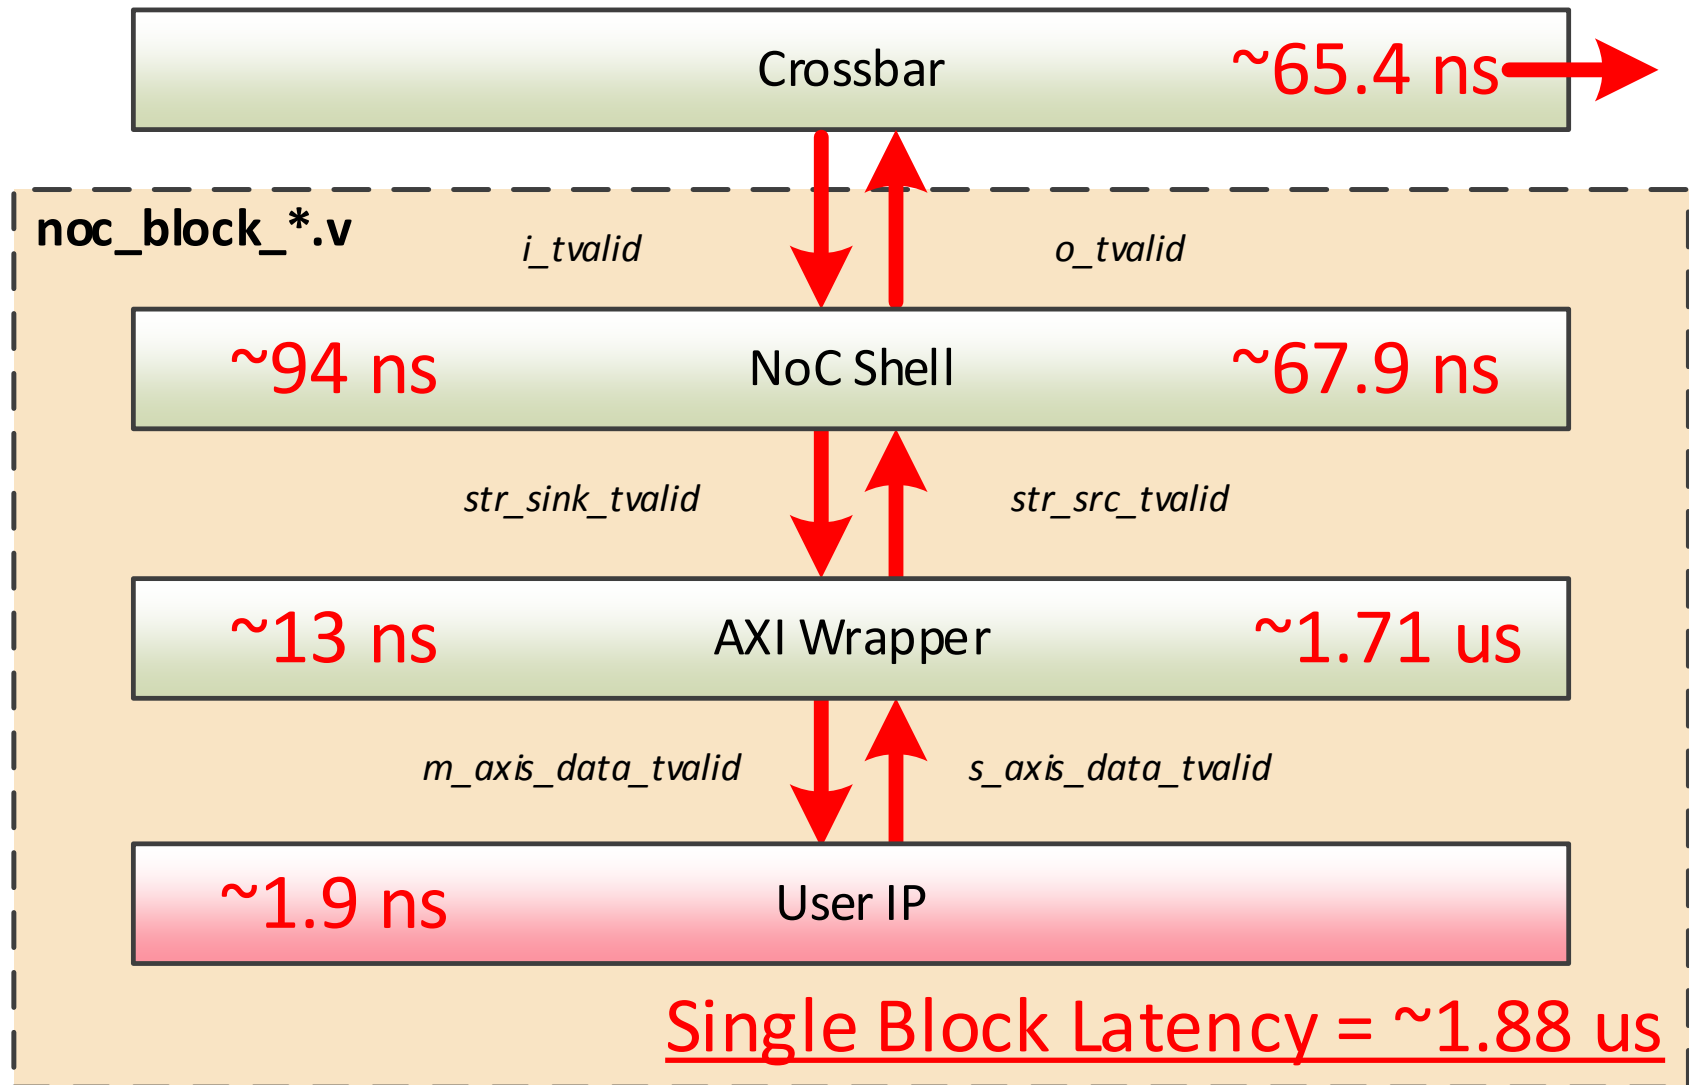 Crossbar ~65.4 ns
noc_block_*.v
i_tvalid o_tvalid
~94 ns NoC Shell ~67.9 ns
str_sink_tvalid str_src_tvalid
~13 ns AXI Wrapper ~1.71 us
m_axis_data_tvalid s_axis_data_tvalid
~1.9 ns User IP
Single Block Latency = ~1.88 us